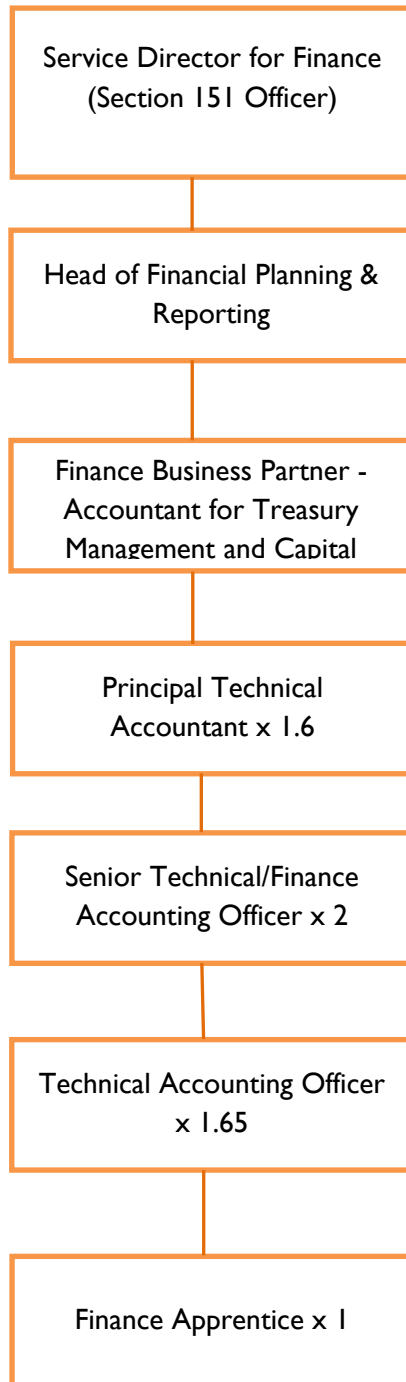 Service Director for Finance
(Section 151 Officer)
Head of Financial Planning &
Reporting
Finance Business Partner -
Accountant for Treasury
Management and Capital
Principal Technical
Accountant x 1.6
Senior Technical/Finance
Accounting Officer x 2
Technical Accounting Officer
x 1.65
Finance Apprentice x 1